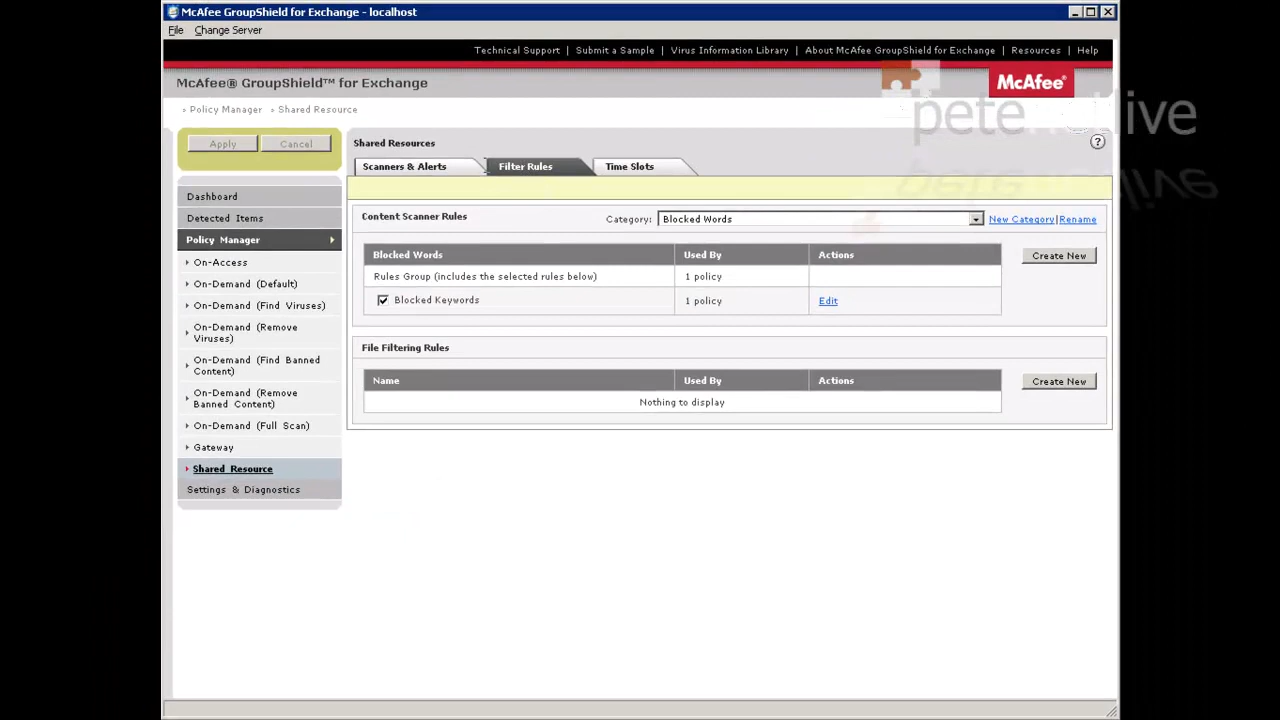 McAfee GroupShield for Exchange - localhost
File Change Server
Technical Support | Submit a Sample | Virus Information Library | About McAfee GroupShield for Exchange | Resources | Help
McAfee® GroupShield™ for Exchange
McAfee®
» Policy Manager » Shared Resource
Apply Cancel
Shared Resources
?
Scanners & Alerts Filter Rules Time Slots
Dashboard
Detected Items
Policy Manager
On-Access
On-Demand (Default)
On-Demand (Find Viruses)
On-Demand (Remove
Viruses)
On-Demand (Find Banned
Content)
On-Demand (Remove
Banned Content)
On-Demand (Full Scan)
Gateway
Shared Resource
Settings & Diagnostics
Content Scanner Rules
Category: Blocked Words New Category|Rename
Blocked Words Used By Actions
Create New
Rules Group (includes the selected rules below) 1 policy
Blocked Keywords 1 policy Edit
File Filtering Rules
Name Used By Actions
Create New
Nothing to display